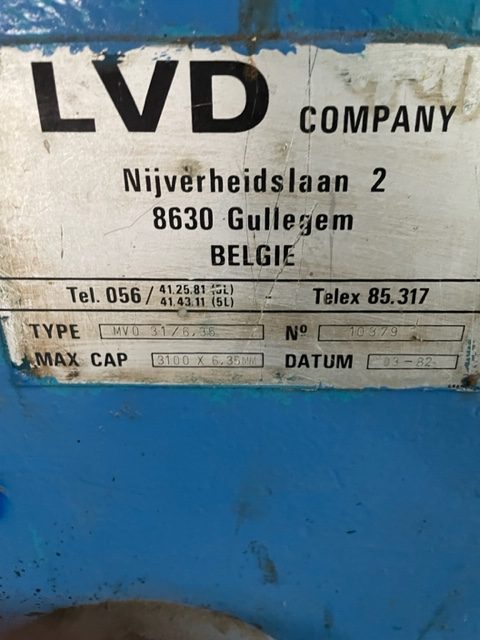 LVD COMPANY
Nijverheidslaan 2
8630 Gullegem
BELGIE
Tel. 056/ 41.25.81 (5L) - Telex 85.317
41.43.11 (5L)
TYPE MVO 31/6,35 Nº 10379
MAX CAP 3100 X 6.35MM DATUM 03-82